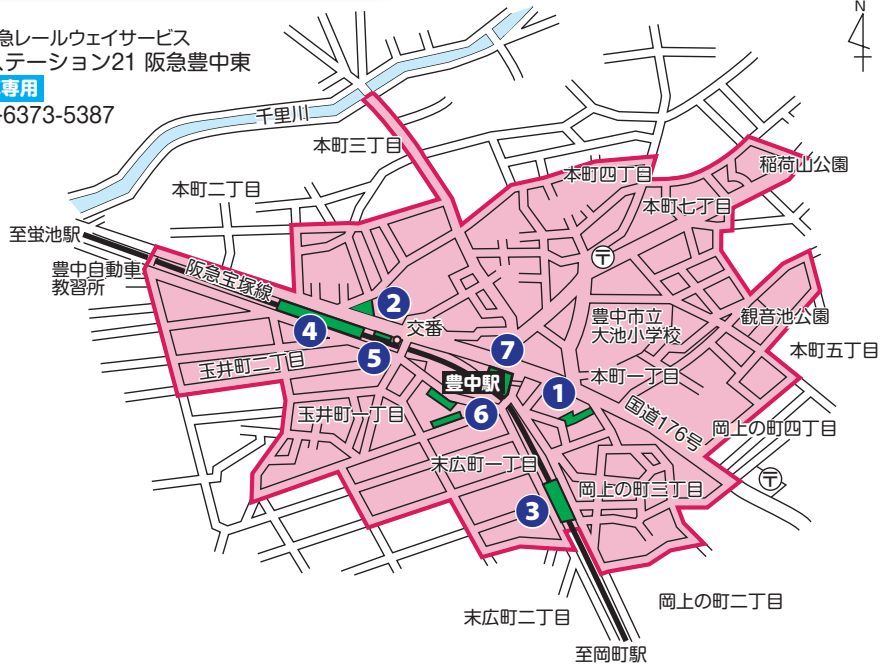 急レールウェイサービス
ステーション21 阪急豊中東
専用
-6373-5387
N
千里川
本町三丁目
本町四丁目
稲荷山公園
本町二丁目
本町七丁目
至蛍池駅
〒
豊中自動車
教習所
阪急宝塚線
2
4
交番
豊中市立
大池小学校
観音池公園
5
7
本町五丁目
玉井町二丁目
豊中駅
本町一丁目
1
玉井町一丁目
6
国道176号
岡上の町四丁目
末広町一丁目
〒
岡上の町三丁目
3
岡上の町二丁目
末広町二丁目
至岡町駅